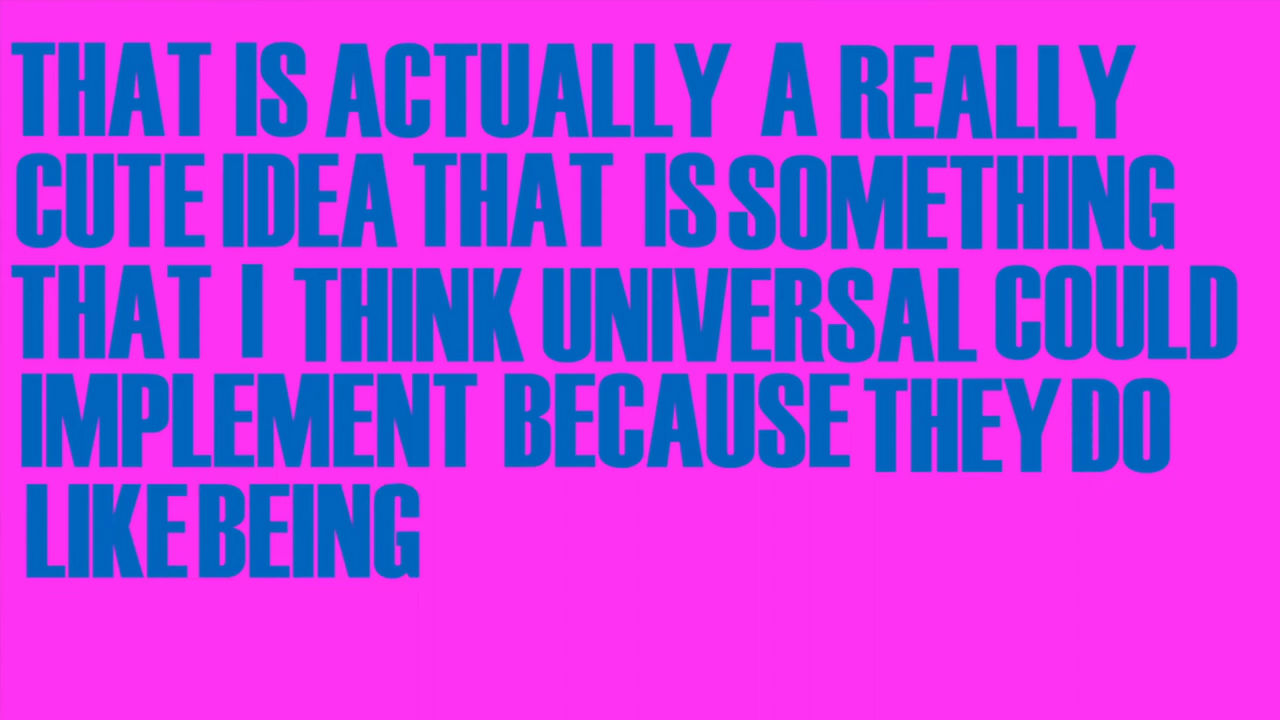 THAT IS ACTUALLY A REALLY
CUTE IDEA THAT IS SOMETHING
THAT I THINK UNIVERSAL COULD
IMPLEMENT BECAUSE THEY DO
LIKE BEING